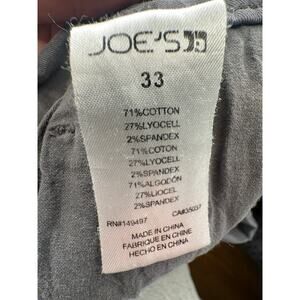 JOE'S
33
71%COTTON
27%LYOCELL
2%SPANDEX
71%COTON
27%LYOCELL
2%SPANDEX
71%ALGODÓN
27%LIOCEL
2%SPANDEX
RN#149497 CA#35037
MADE IN CHINA
FABRIQUE EN CHINE
HECHO EN CHINA